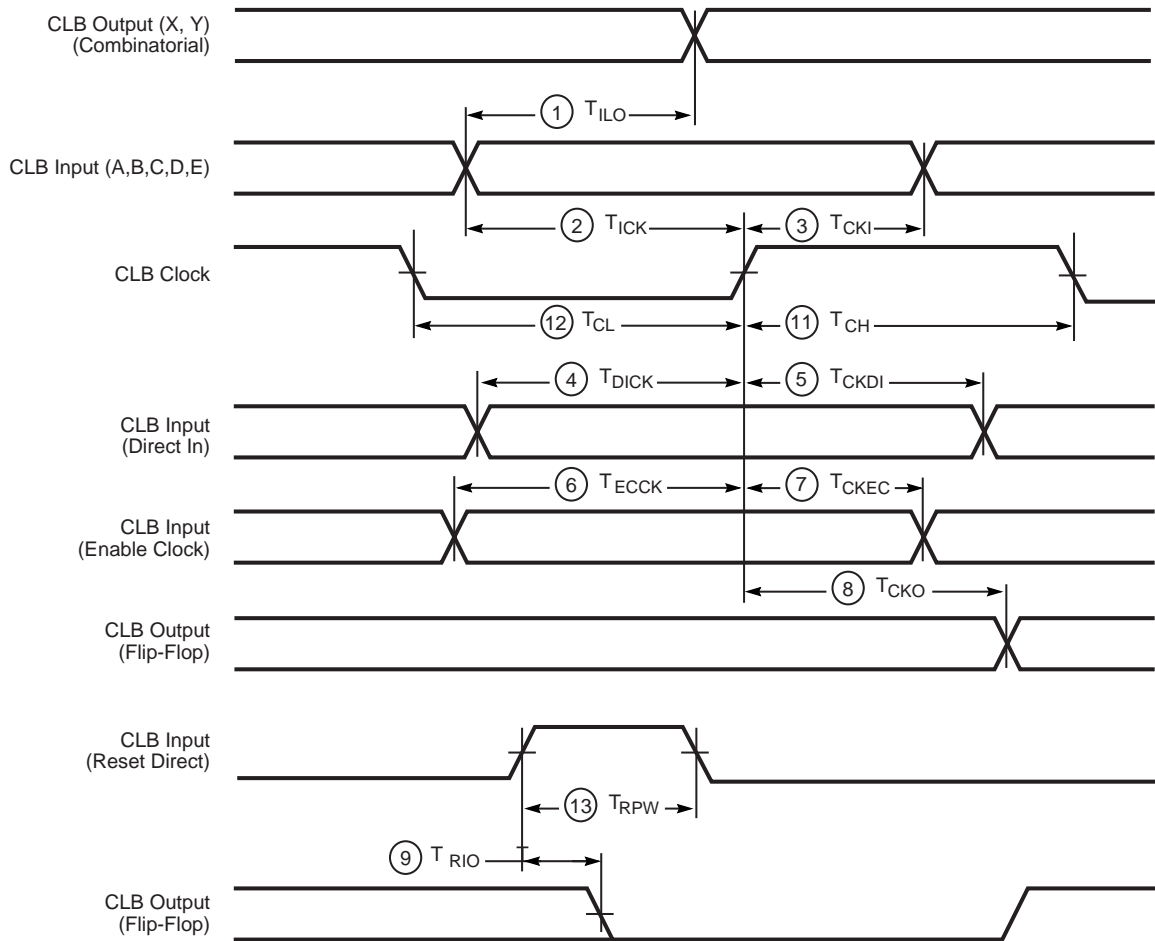 CLB Output (X, Y)
(Combinatorial)
1 TILO
CLB Input (A,B,C,D,E)
2 TICK
3 TCKI
CLB Clock
12 TCL
11 TCH
4 TDICK
5 TCKDI
CLB Input
(Direct In)
6 TECCK
7 TCKEC
CLB Input
(Enable Clock)
8 TCKO
CLB Output
(Flip-Flop)
CLB Input
(Reset Direct)
13 TRPW
9 T RIO
T
CLB Output
(Flip-Flop)